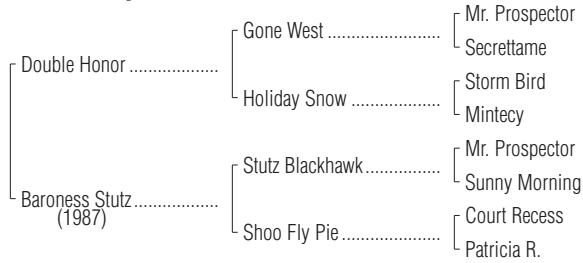 Mr. Prospector
Gone West ....................
Secrettame
Double Honor ..................
Storm Bird
Holiday Snow ................
Mintecy
Mr. Prospector
Stutz Blackhawk ...............
Sunny Morning
Baroness Stutz .................
(1987)
Court Recess
Shoo Fly Pie ...................
Patricia R.